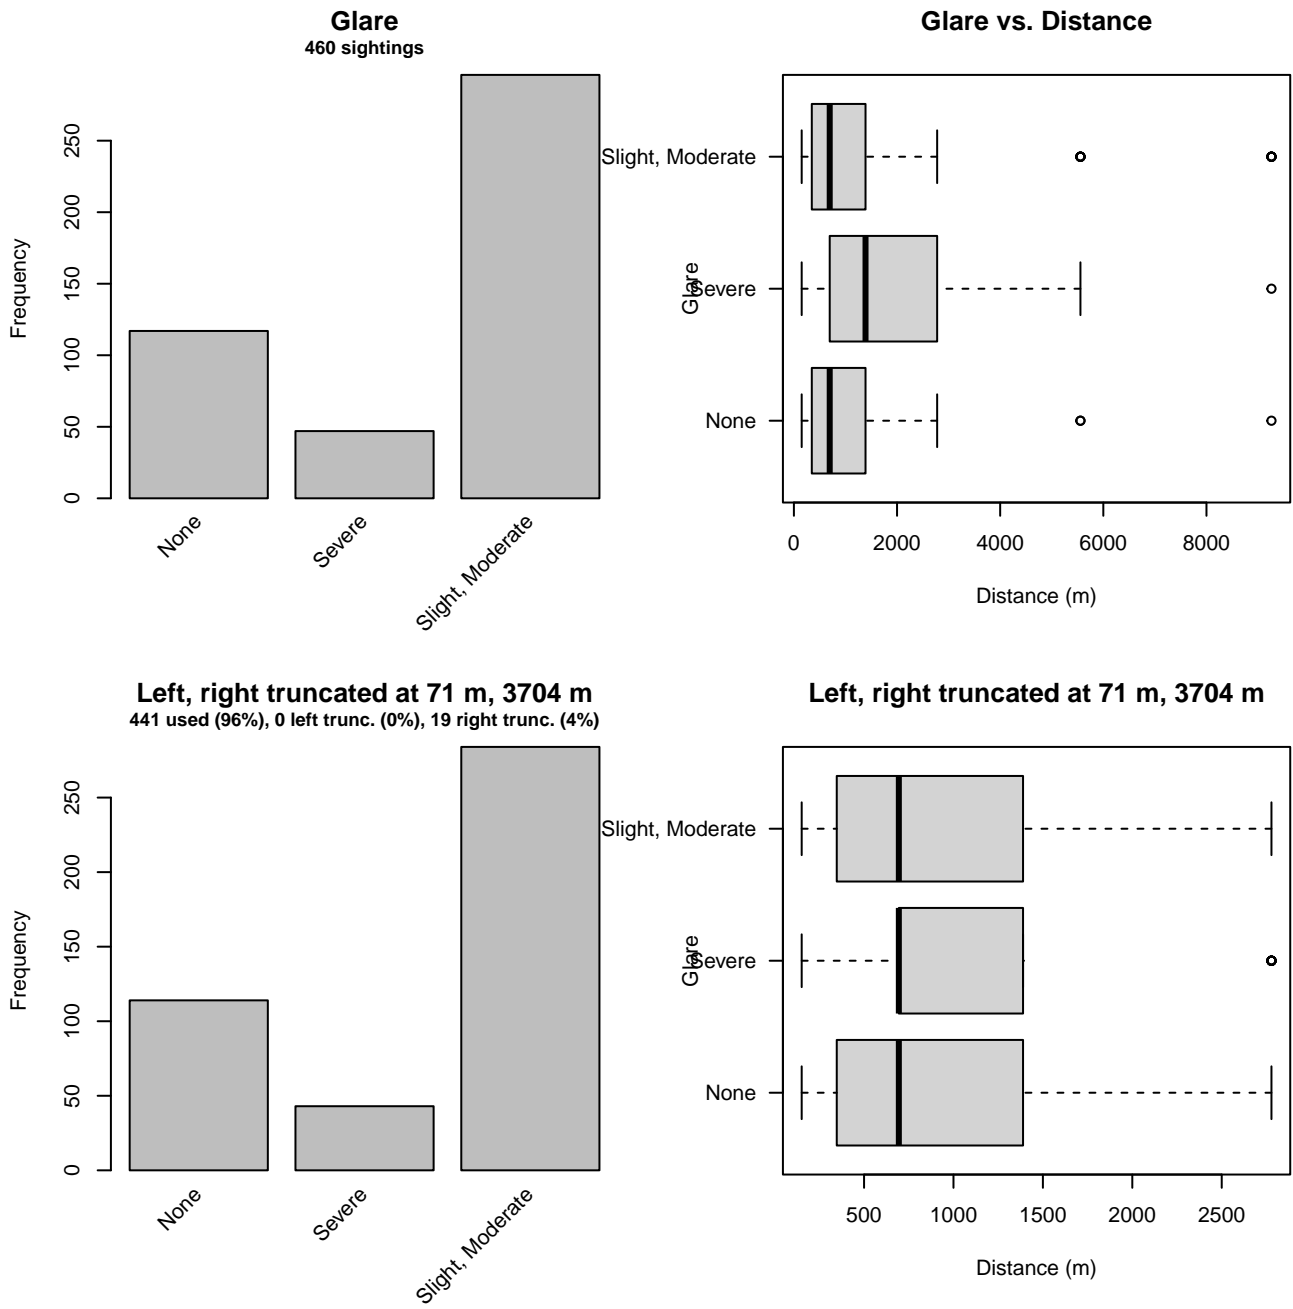 Glare
460 sightings
Frequency
0
50
100
150
200
250
None
Severe
Slight, Moderate
Glare vs. Distance
Glare
Slight, Moderate
Severe
None
0 2000 4000 6000 8000
Distance (m)
Left, right truncated at 71 m, 3704 m
441 used (96%), 0 left trunc. (0%), 19 right trunc. (4%)
Frequency
0
50
100
150
200
250
None
Severe
Slight, Moderate
Left, right truncated at 71 m, 3704 m
Glare
Slight, Moderate
Severe
None
500 1000 1500 2000 2500
Distance (m)